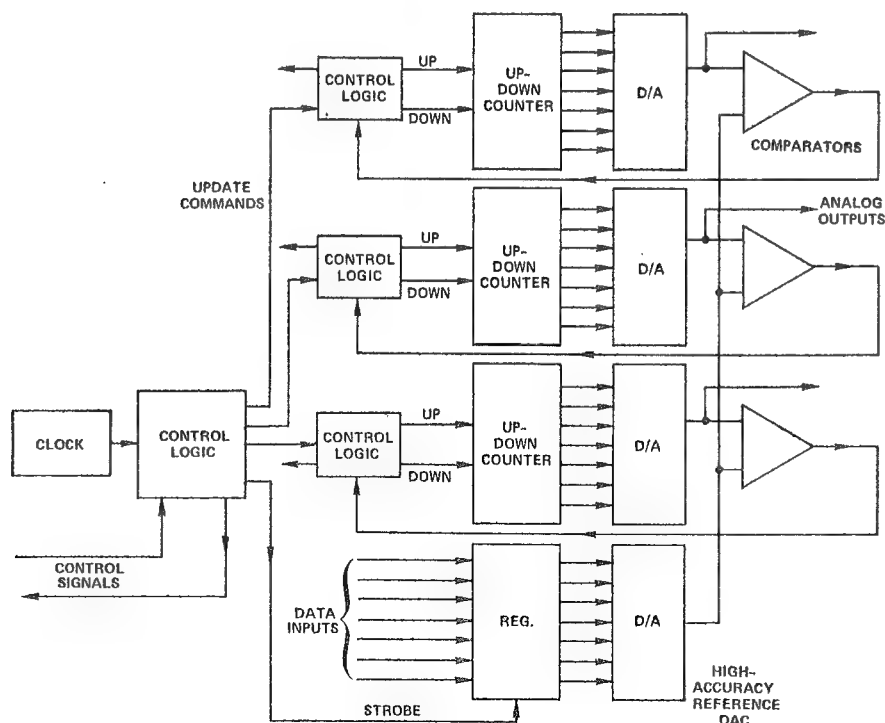 CONTROL
LOGIC
UP
DOWN
UP-
DOWN
COUNTER
D/A
COMPARATORS
UPDATE
COMMANDS
CONTROL
LOGIC
UP
DOWN
UP-
DOWN
COUNTER
D/A
ANALOG
OUTPUTS
CLOCK
CONTROL
LOGIC
CONTROL
LOGIC
UP
DOWN
UP-
DOWN
COUNTER
D/A
CONTROL
SIGNALS
DATA
INPUTS
REG.
D/A
STROBE
HIGH-
ACCURACY
REFERENCE
DAC